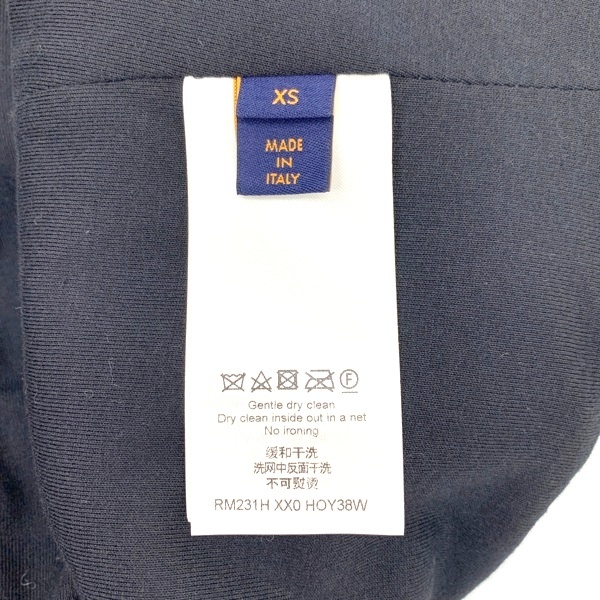 XS
MADE
IN
ITALY
F
Gentle dry clean
Dry clean inside out in a net
No ironing
缓和干洗
洗网中反面干洗
不可熨烫
RM231H XX0 HOY38W